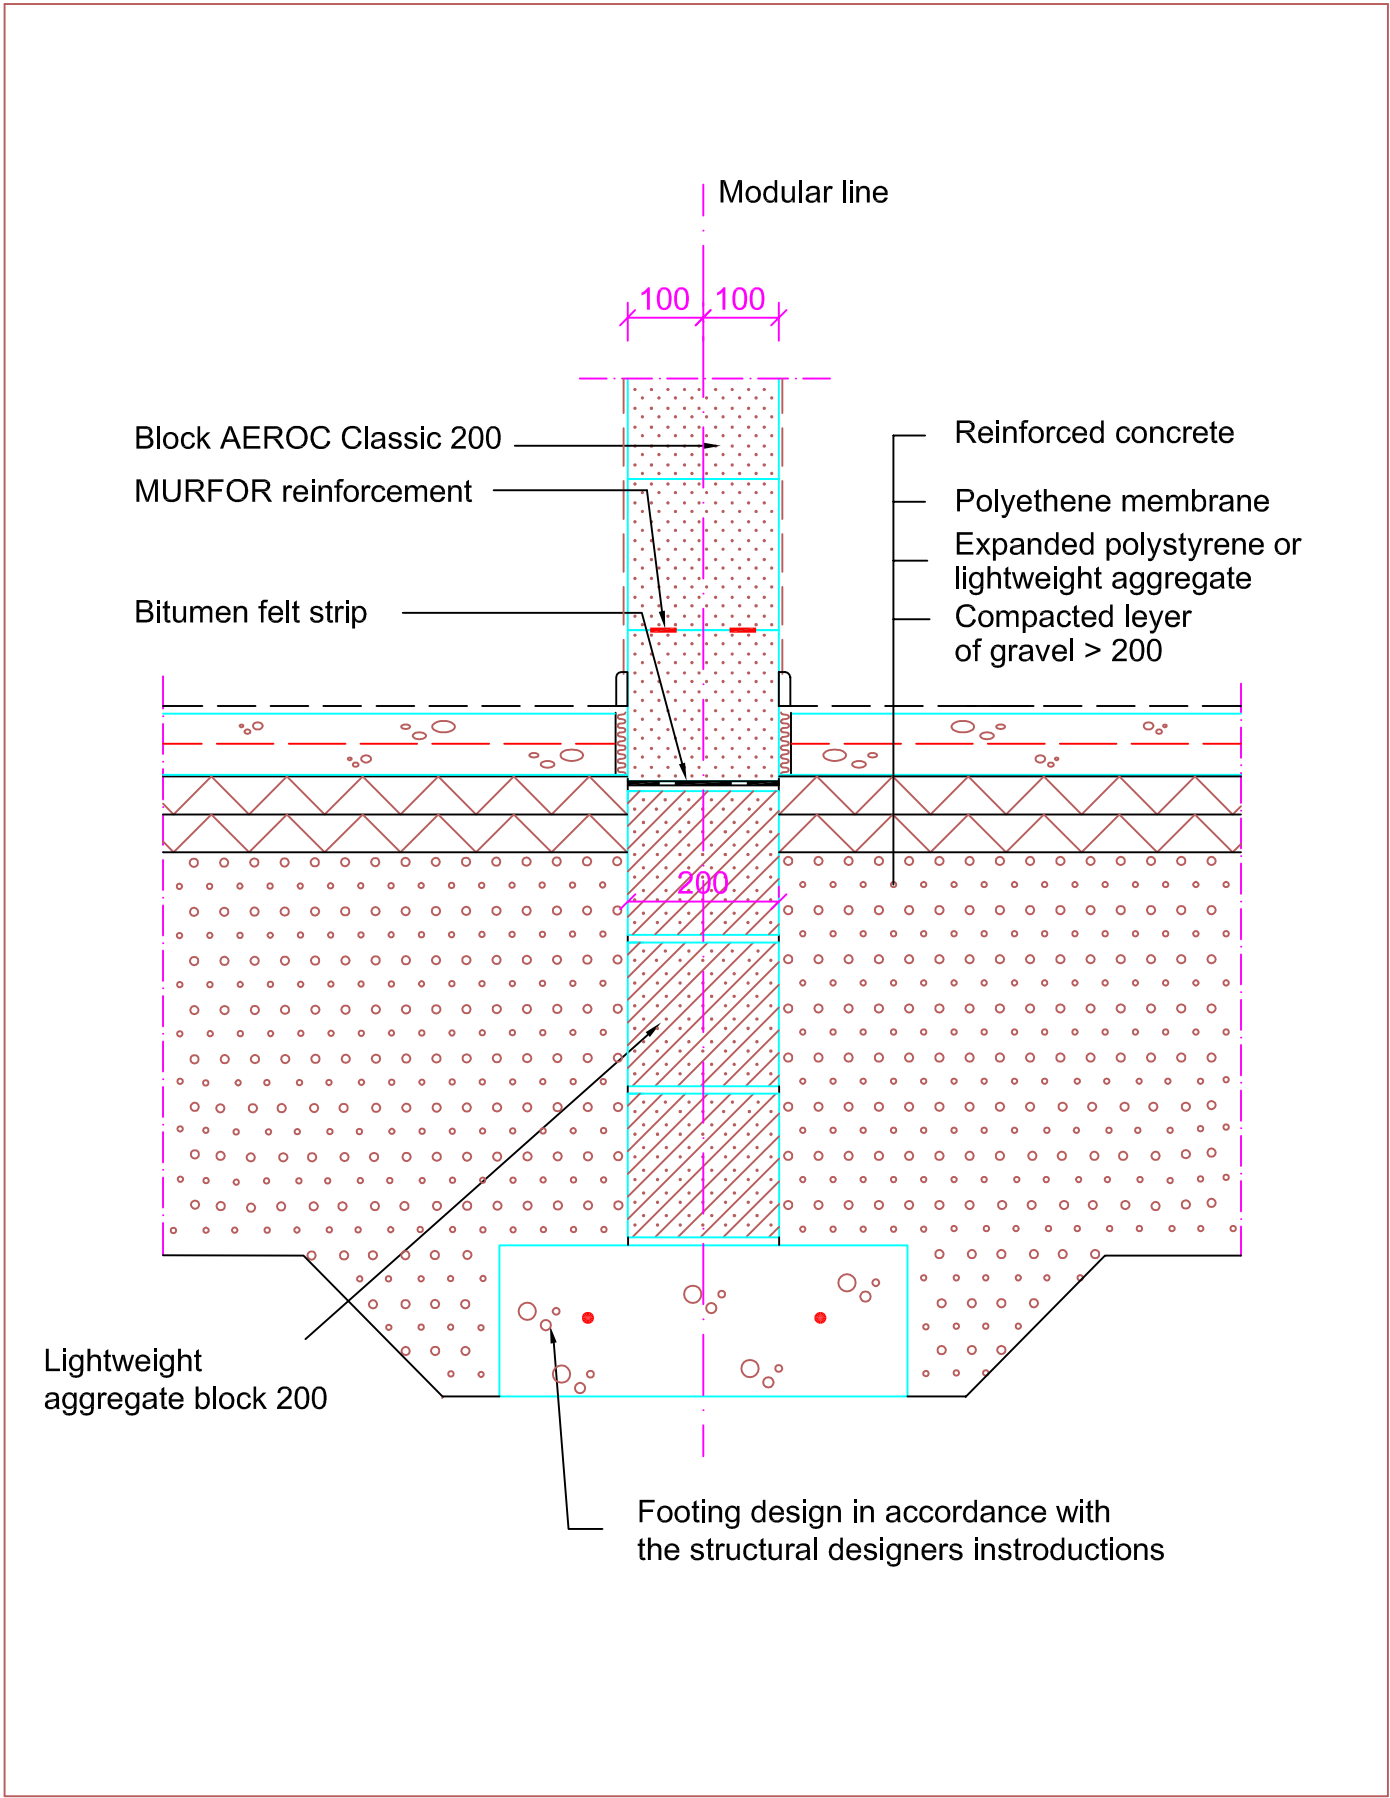 Modular line
100 100
Block AEROC Classic 200
MURFOR reinforcement
Bitumen felt strip
Reinforced concrete
Polyethene membrane
Expanded polystyrene or
lightweight aggregate
Compacted leyer
of gravel > 200
200
Lightweight
aggregate block 200
Footing design in accordance with
the structural designers instroductions